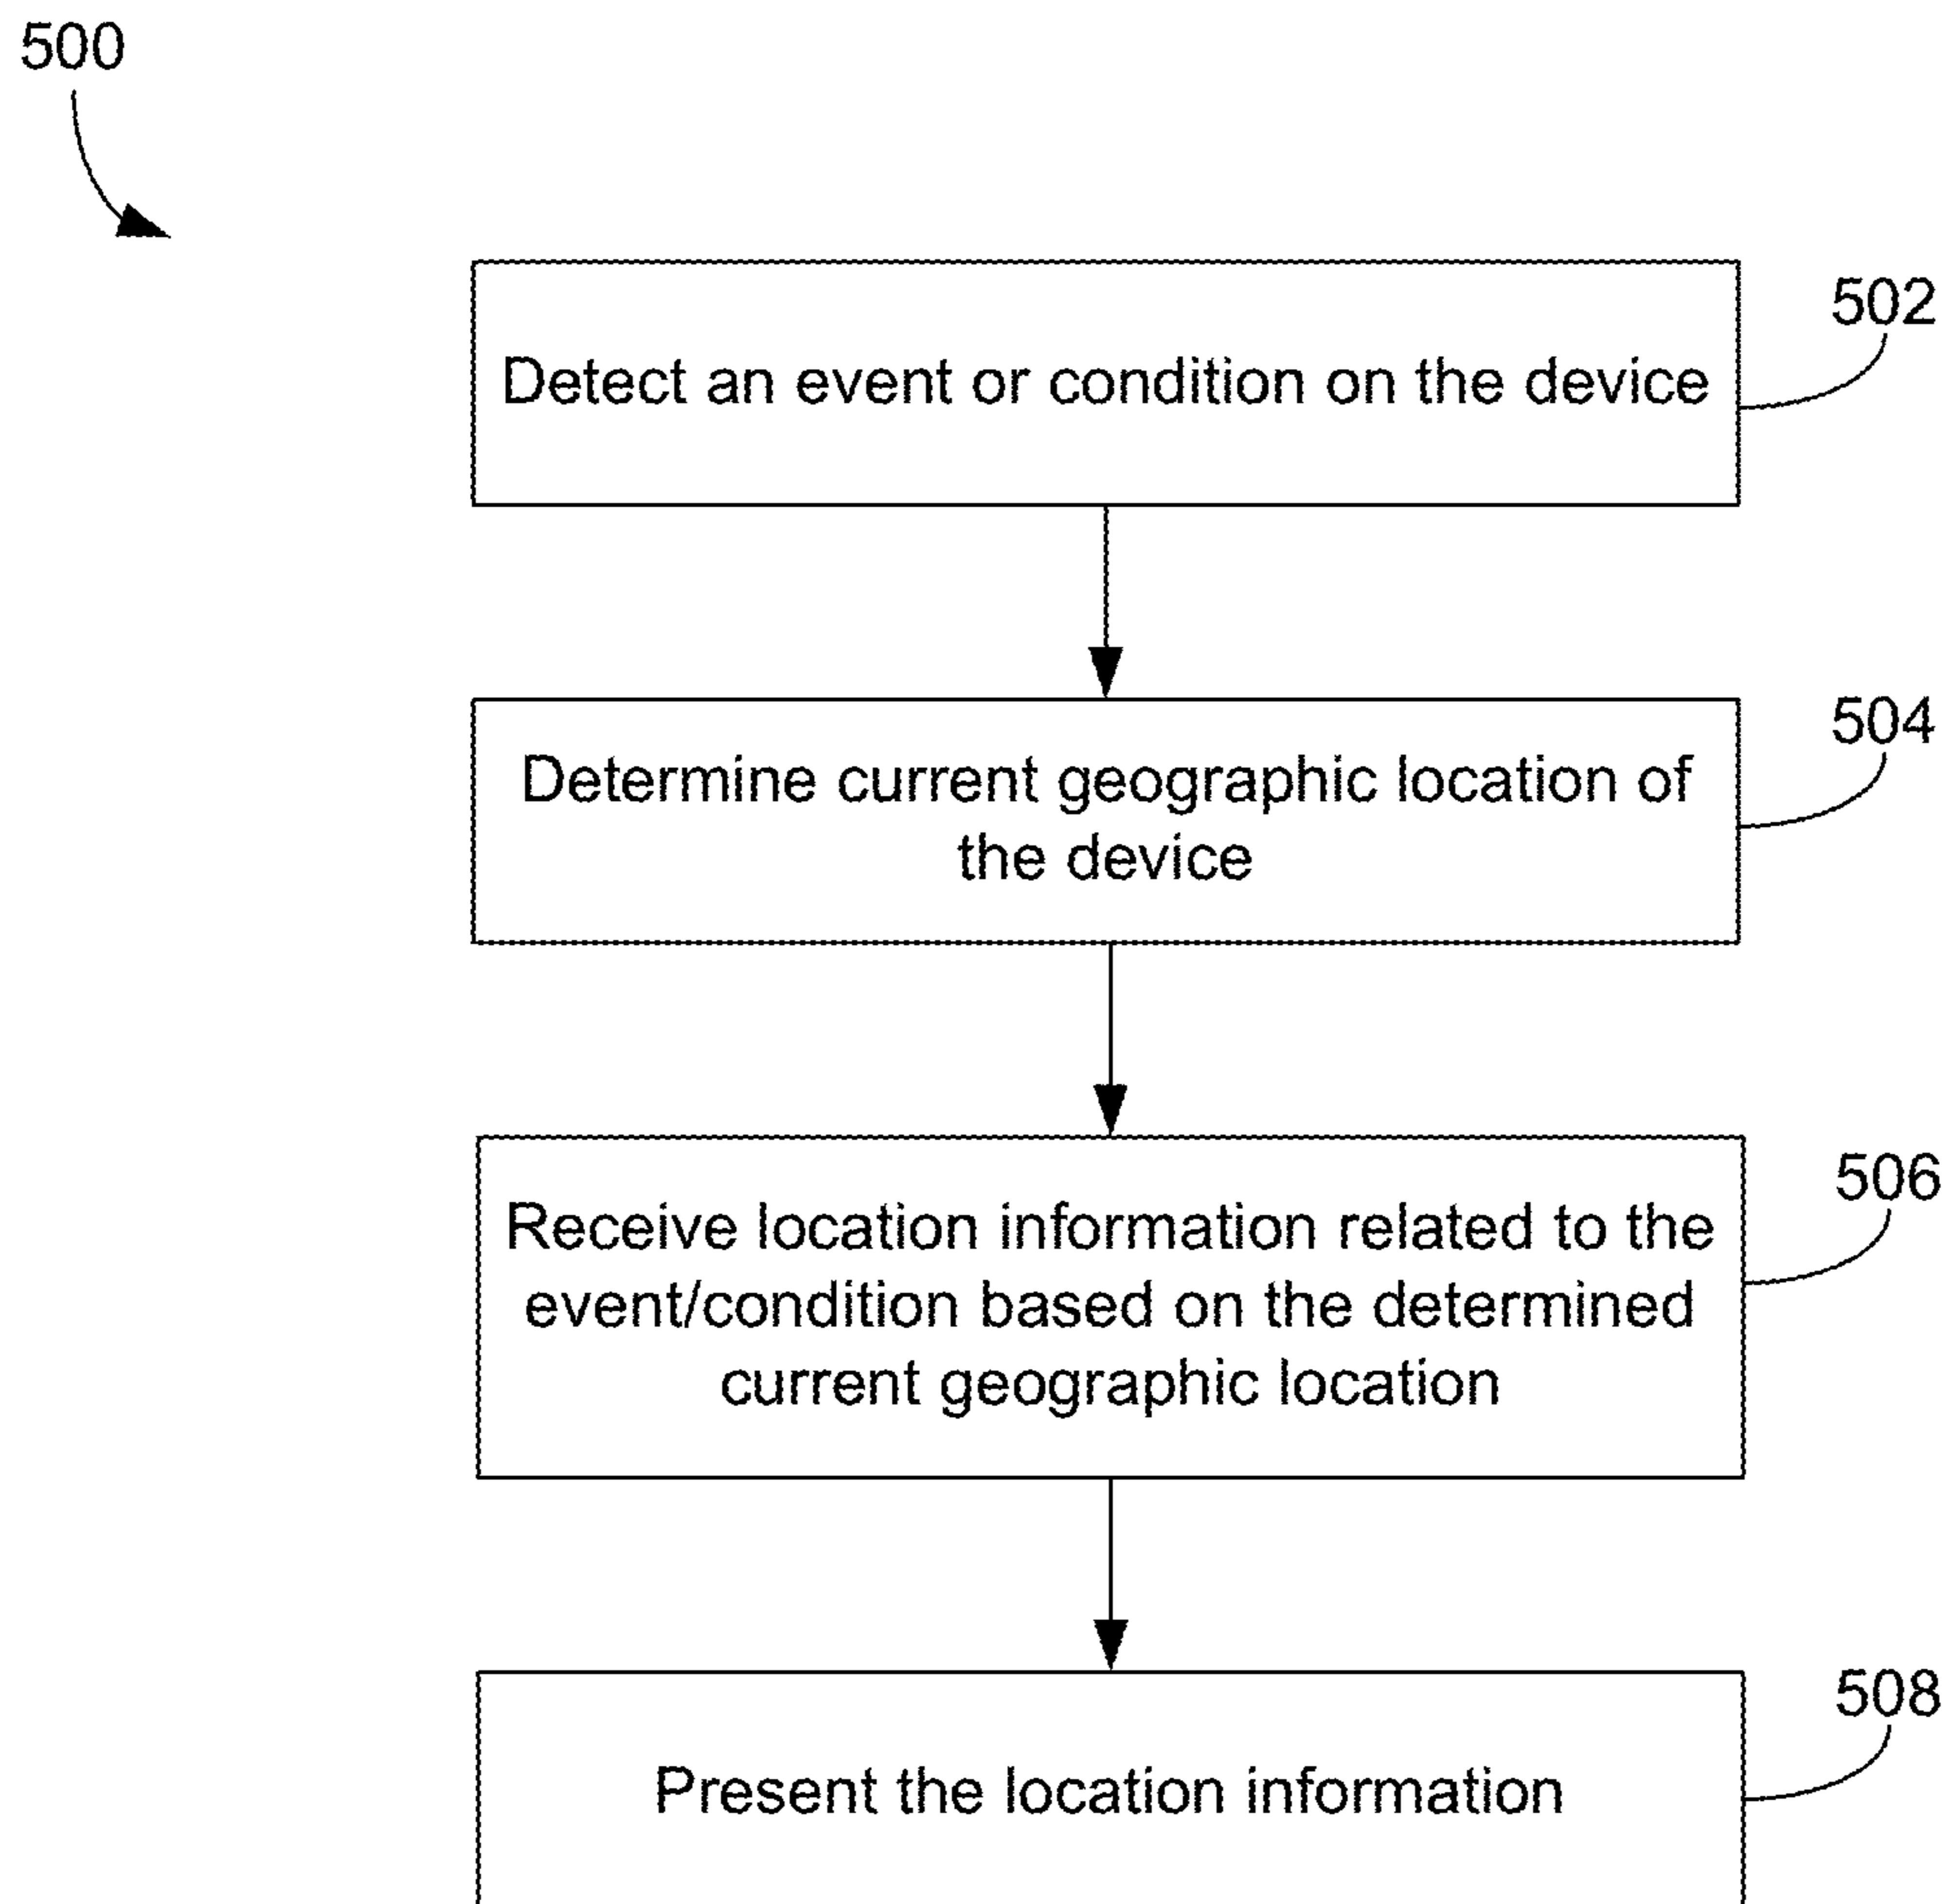 500
502
Detect an event or condition on the device
504
Determine current geographic location of
the device
506
Receive location information related to the
event/condition based on the determined
current geographic location
508
Present the location information